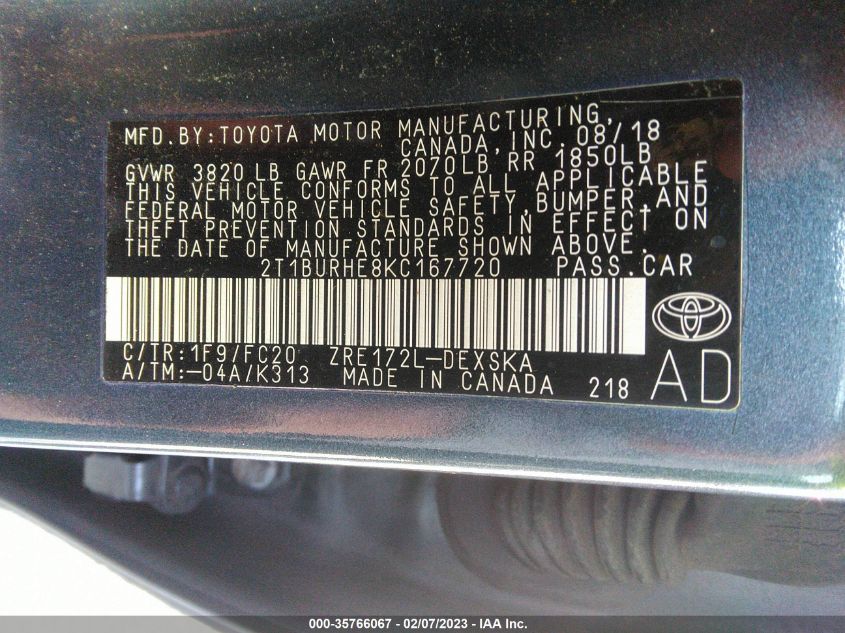 MFD.BY:TOYOTA MOTOR MANUFACTURING,
CANADA,INC. 08/18
GVWR 3820 LB GAWR FR 2070LB RR 1850LB
THIS VEHICLE CONFORMS TO ALL APPLICABLE
FEDERAL MOTOR VEHICLE SAFETY,BUMPER,AND
THEFT PREVENTION STANDARDS IN EFFECT ON
THE DATE OF MANUFACTURE SHOWN ABOVE.
2T1BURHE8KC167720 PASS.CAR
C/TR:1F9/FC20 ZRE172L-DEXSKA
A/TM:-04A/K313 MADE IN CANADA 218
AD
000-35766067 - 02/07/2023 - IAA Inc.